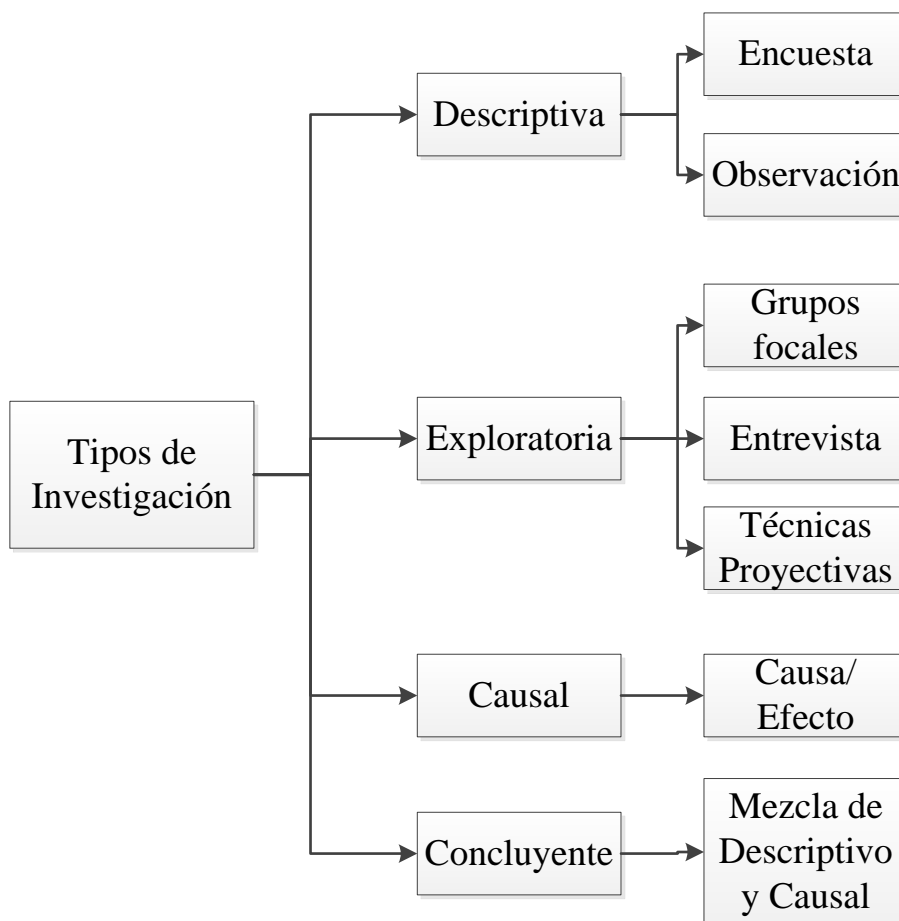 Tipos de
Investigación
Descriptiva
Encuesta
Observación
Exploratoria
Grupos
focales
Entrevista
Técnicas
Proyectivas
Causal
Causa/
Efecto
Concluyente
Mezcla de
Descriptivo
y Causal